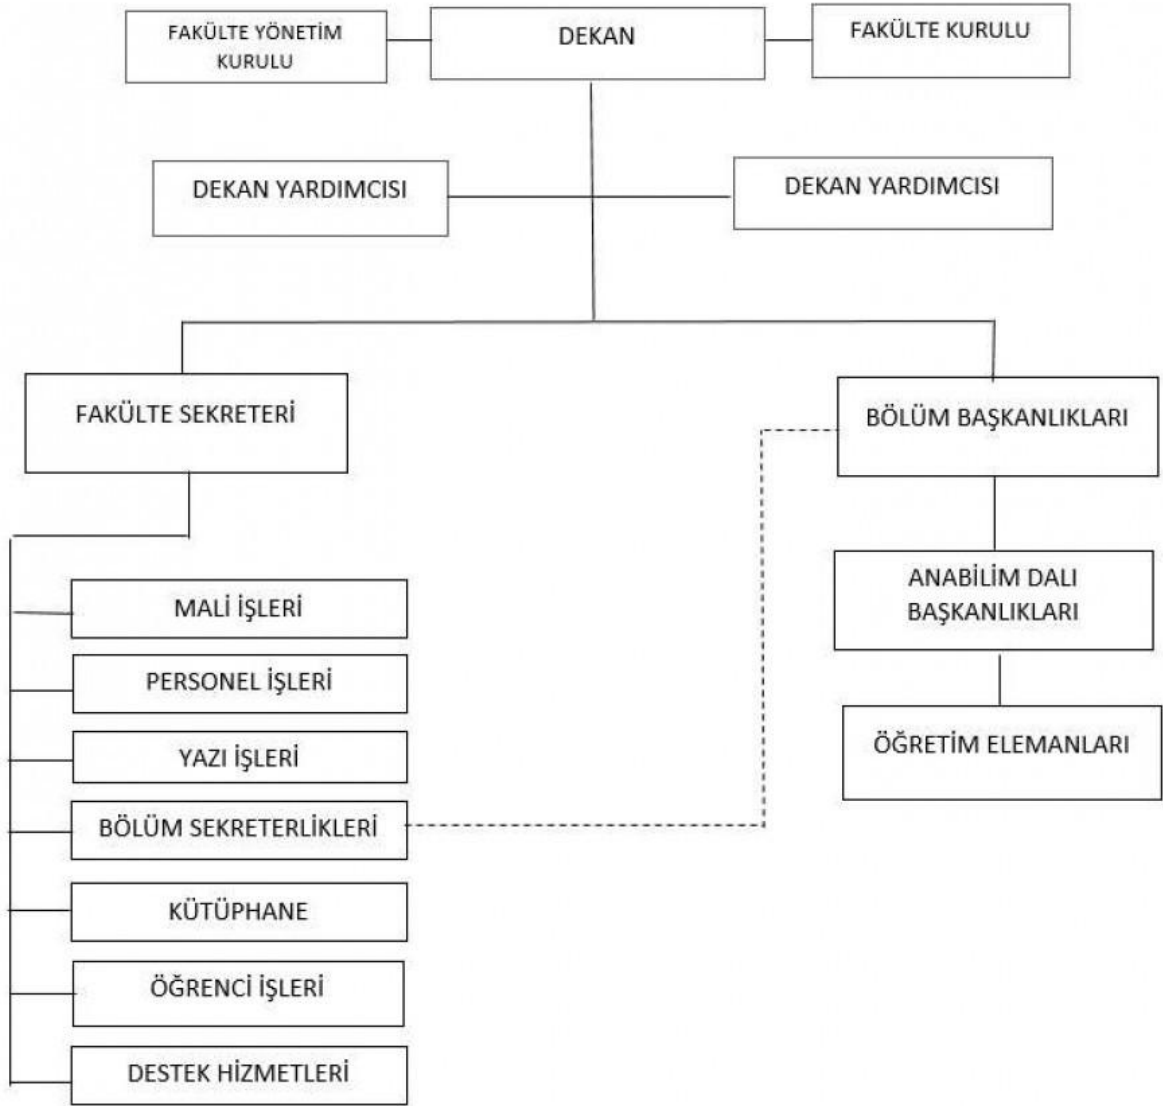 FAKÜLTE YÖNETİM
KURULU
DEKAN
FAKÜLTE KURULU
DEKAN YARDIMCISI
DEKAN YARDIMCISI
FAKÜLTE SEKRETERİ
BÖLÜM BAŞKANLIKLARI
MALİ İŞLERİ
PERSONEL İŞLERİ
YAZI İŞLERİ
BÖLÜM SEKRETERLİKLERİ
KÜTÜPHANE
ÖĞRENCİ İŞLERİ
DESTEK HİZMETLERİ
ANABİLİM DALI
BAŞKANLIKLARI
ÖĞRETİM ELEMANLARI